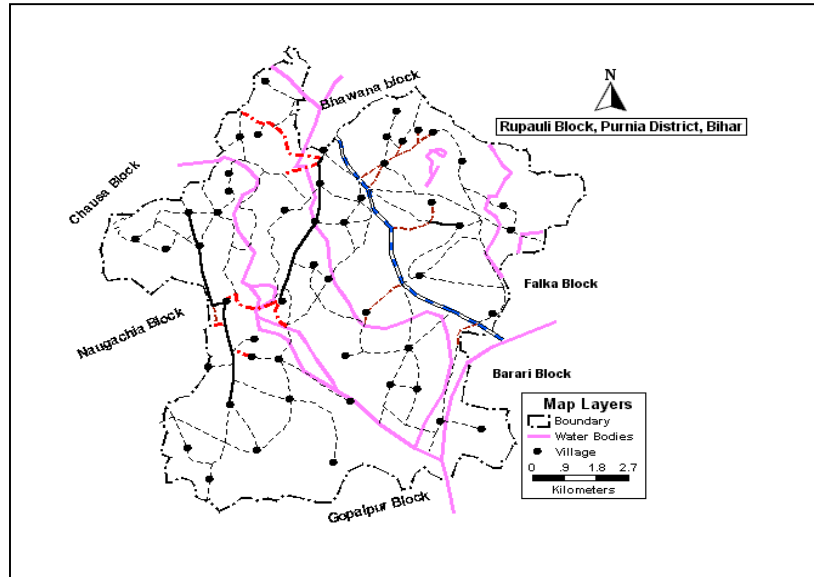 Bhawana block
N
Rupauli Block, Purnia District, Bihar
Chausa Block
Falka Block
Naugachia Block
Barari Block
Map Layers
Boundary
Water Bodies
Village
0 .9 1.8 2.7
Kilometers
Gopalpur Block